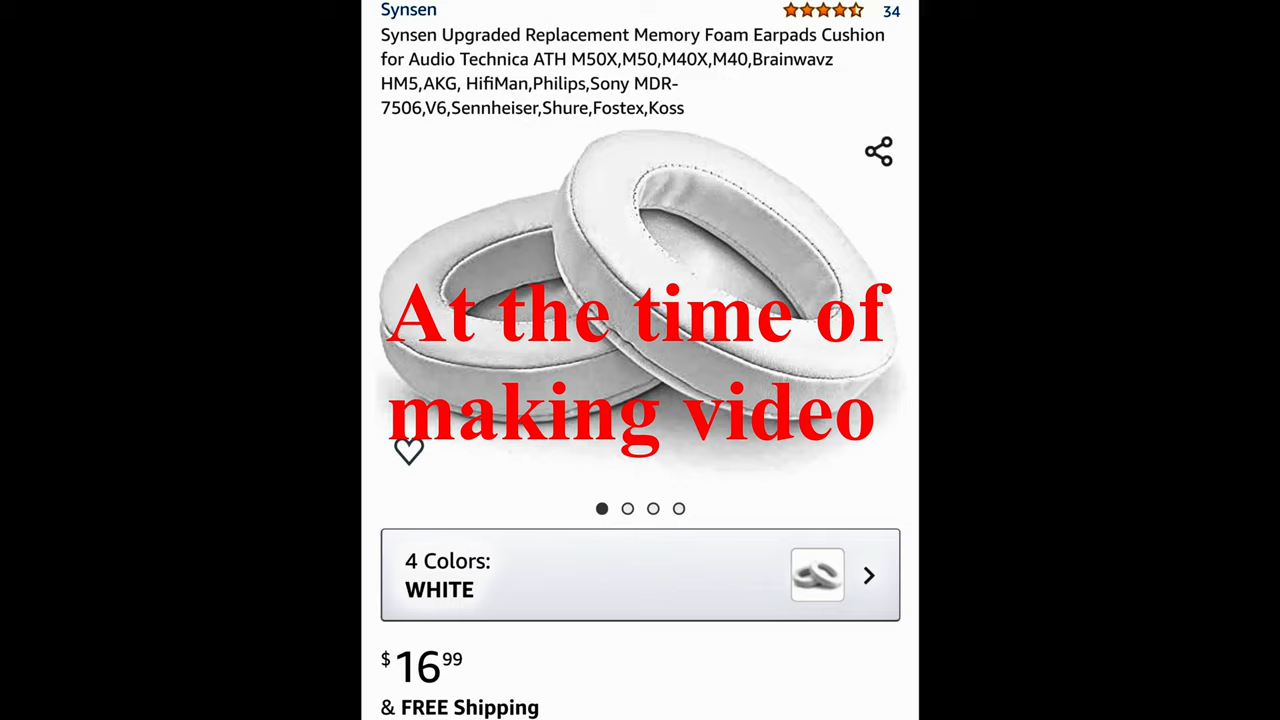 Synsen 34
Synsen Upgraded Replacement Memory Foam Earpads Cushion
for Audio Technica ATH M50X,M50,M40X,M40,Brainwavz
HM5,AKG, HifiMan,Philips,Sony MDR-
7506,V6,Sennheiser,Shure,Fostex,Koss
At the time of
making video
4 Colors:
WHITE
$16 99
& FREE Shipping